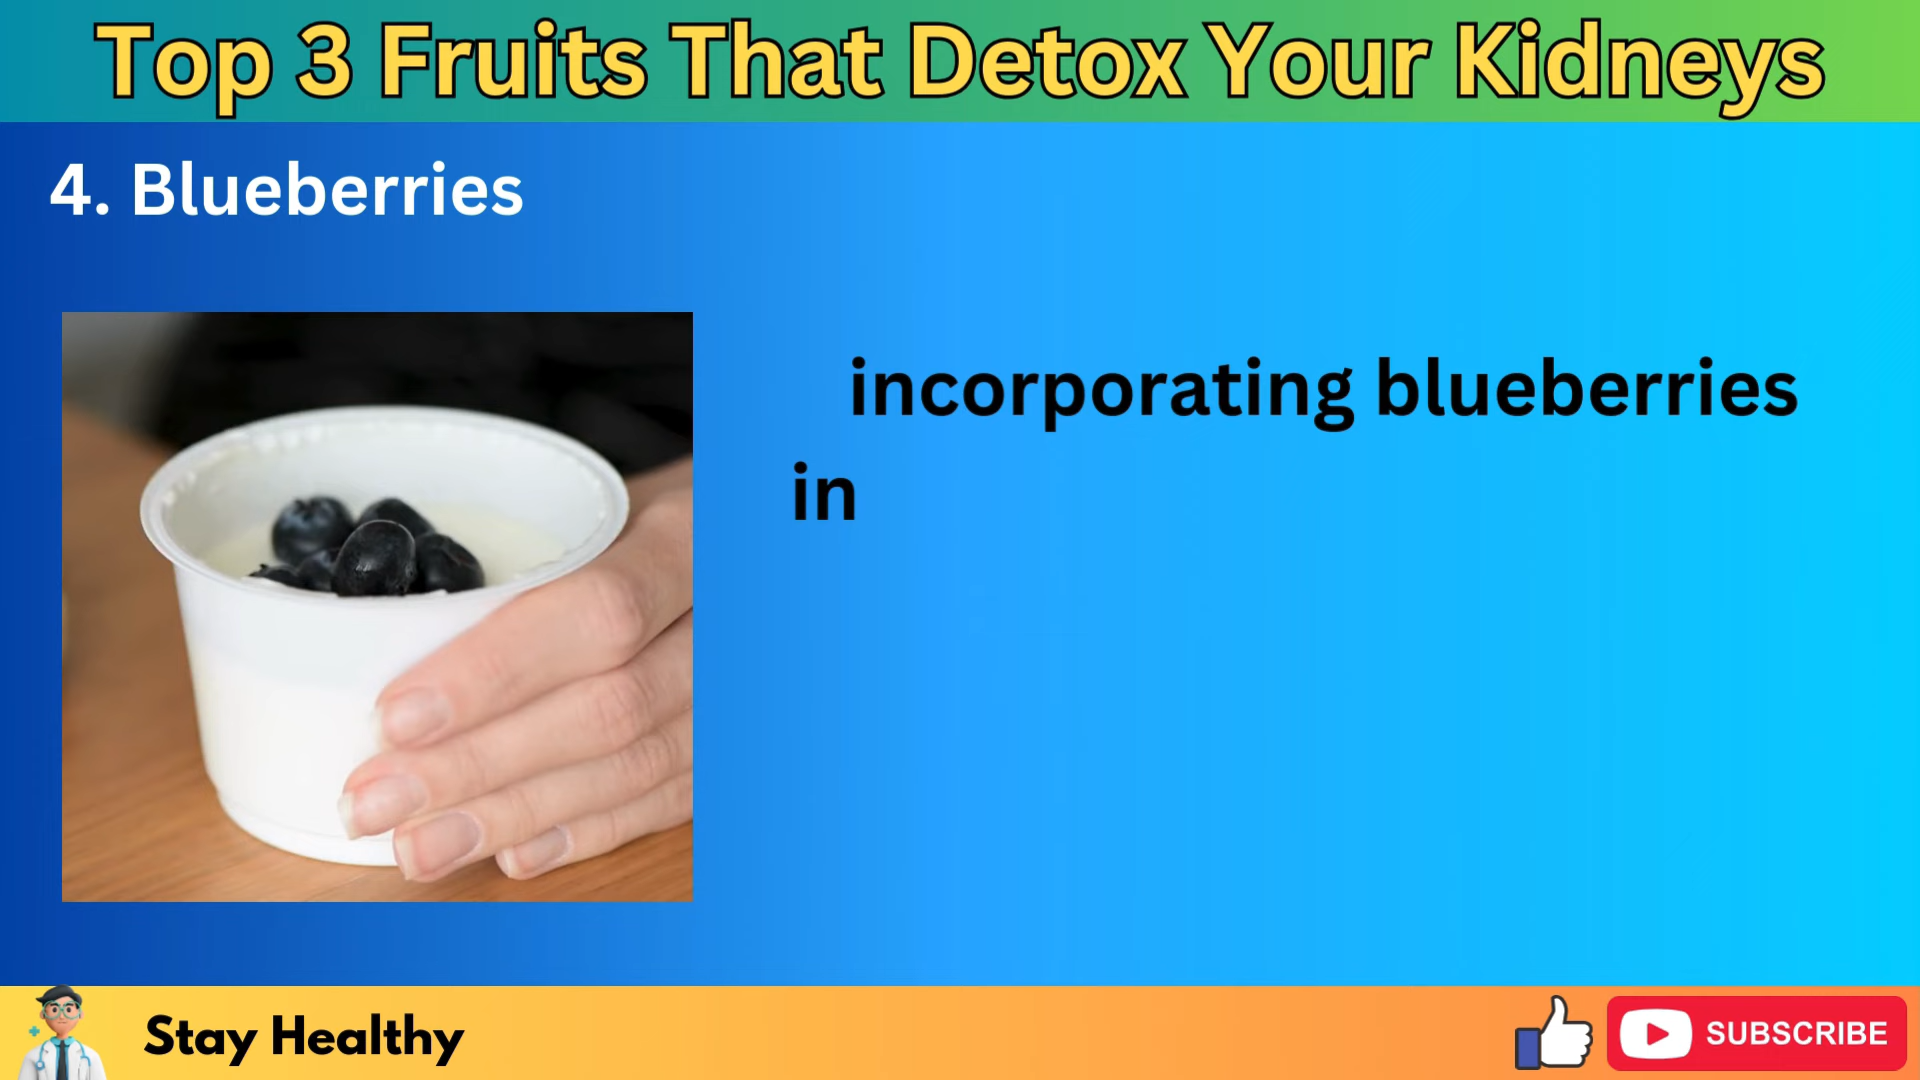 Top 3 Fruits That Detox Your Kidneys
4. Blueberries
incorporating blueberries
in
Stay Healthy
SUBSCRIBE